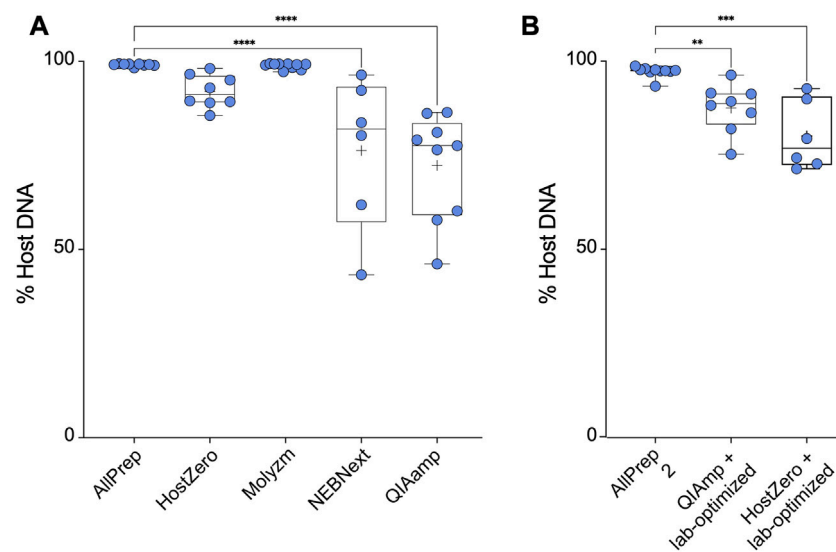 A
****
****
% Host DNA
100
50
0
AllPrep
HostZero
Molyzm
NEBNext
QIAamp
B
***
**
% Host DNA
100
50
0
AllPrep
2
QIAmp +
lab-optimized
HostZero +
lab-optimized